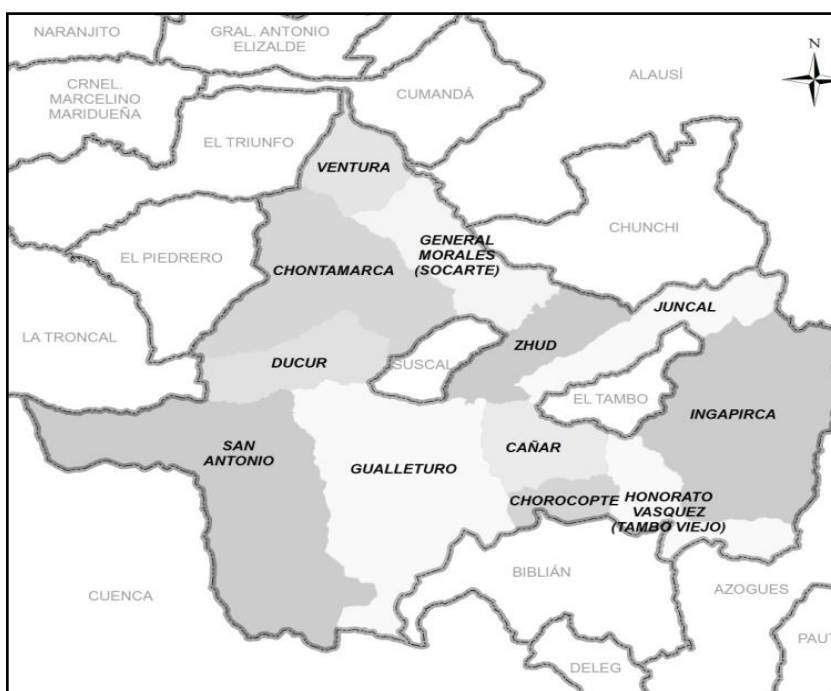 NARANJITO
GRAL. ANTONIO
ELIZALDE
N
ALAUSÍ
CRNEL.
MARCELINO
MARIDUEÑA
CUMANDÁ
EL TRIUNFO
VENTURA
CHUNCHI
EL PIEDRERO
GENERAL
MORALES
(SOCARTE)
CHONTAMARCA
JUNCAL
LA TRONCAL
ZHUD
DUCUR
SUSCAL
EL TAMBO
INGAPIRCA
SAN
ANTONIO
CAÑAR
GUALLETURO
CHOROCOPTE
HONORATO
VASQUEZ
(TAMBO VIEJO)
BIBLIÁN
CUENCA
AZOGUES
PAUT
DELEG